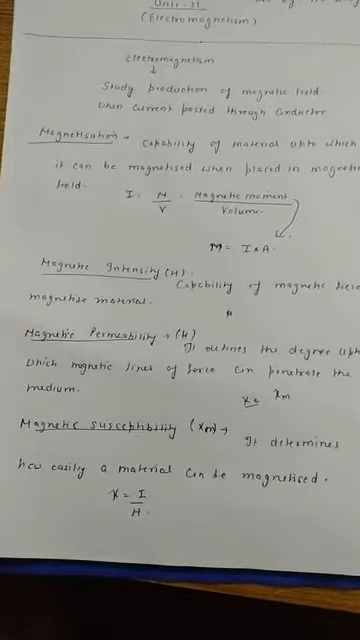 Unit-II
(Electromagnetism)
Electromagnetism
↓
Study production of magnetic field
when current passed through conductor
Magnetisation → Capability of material upto which
it can be magnetised when placed in magnetic
field.
I = M/V = Magnetic moment/Volume.
M = I × A.
Magnetic Intensity (H).
Capability of magnetic
magnetise material.
Magnetic Permeability → (H)
It defines the degree upto
which magnetic lines of force can penetrate the
medium.
χm
Magnetic susceptibility (χm) →
It determines
how easily a material can be magnetised.
χ = I/H.